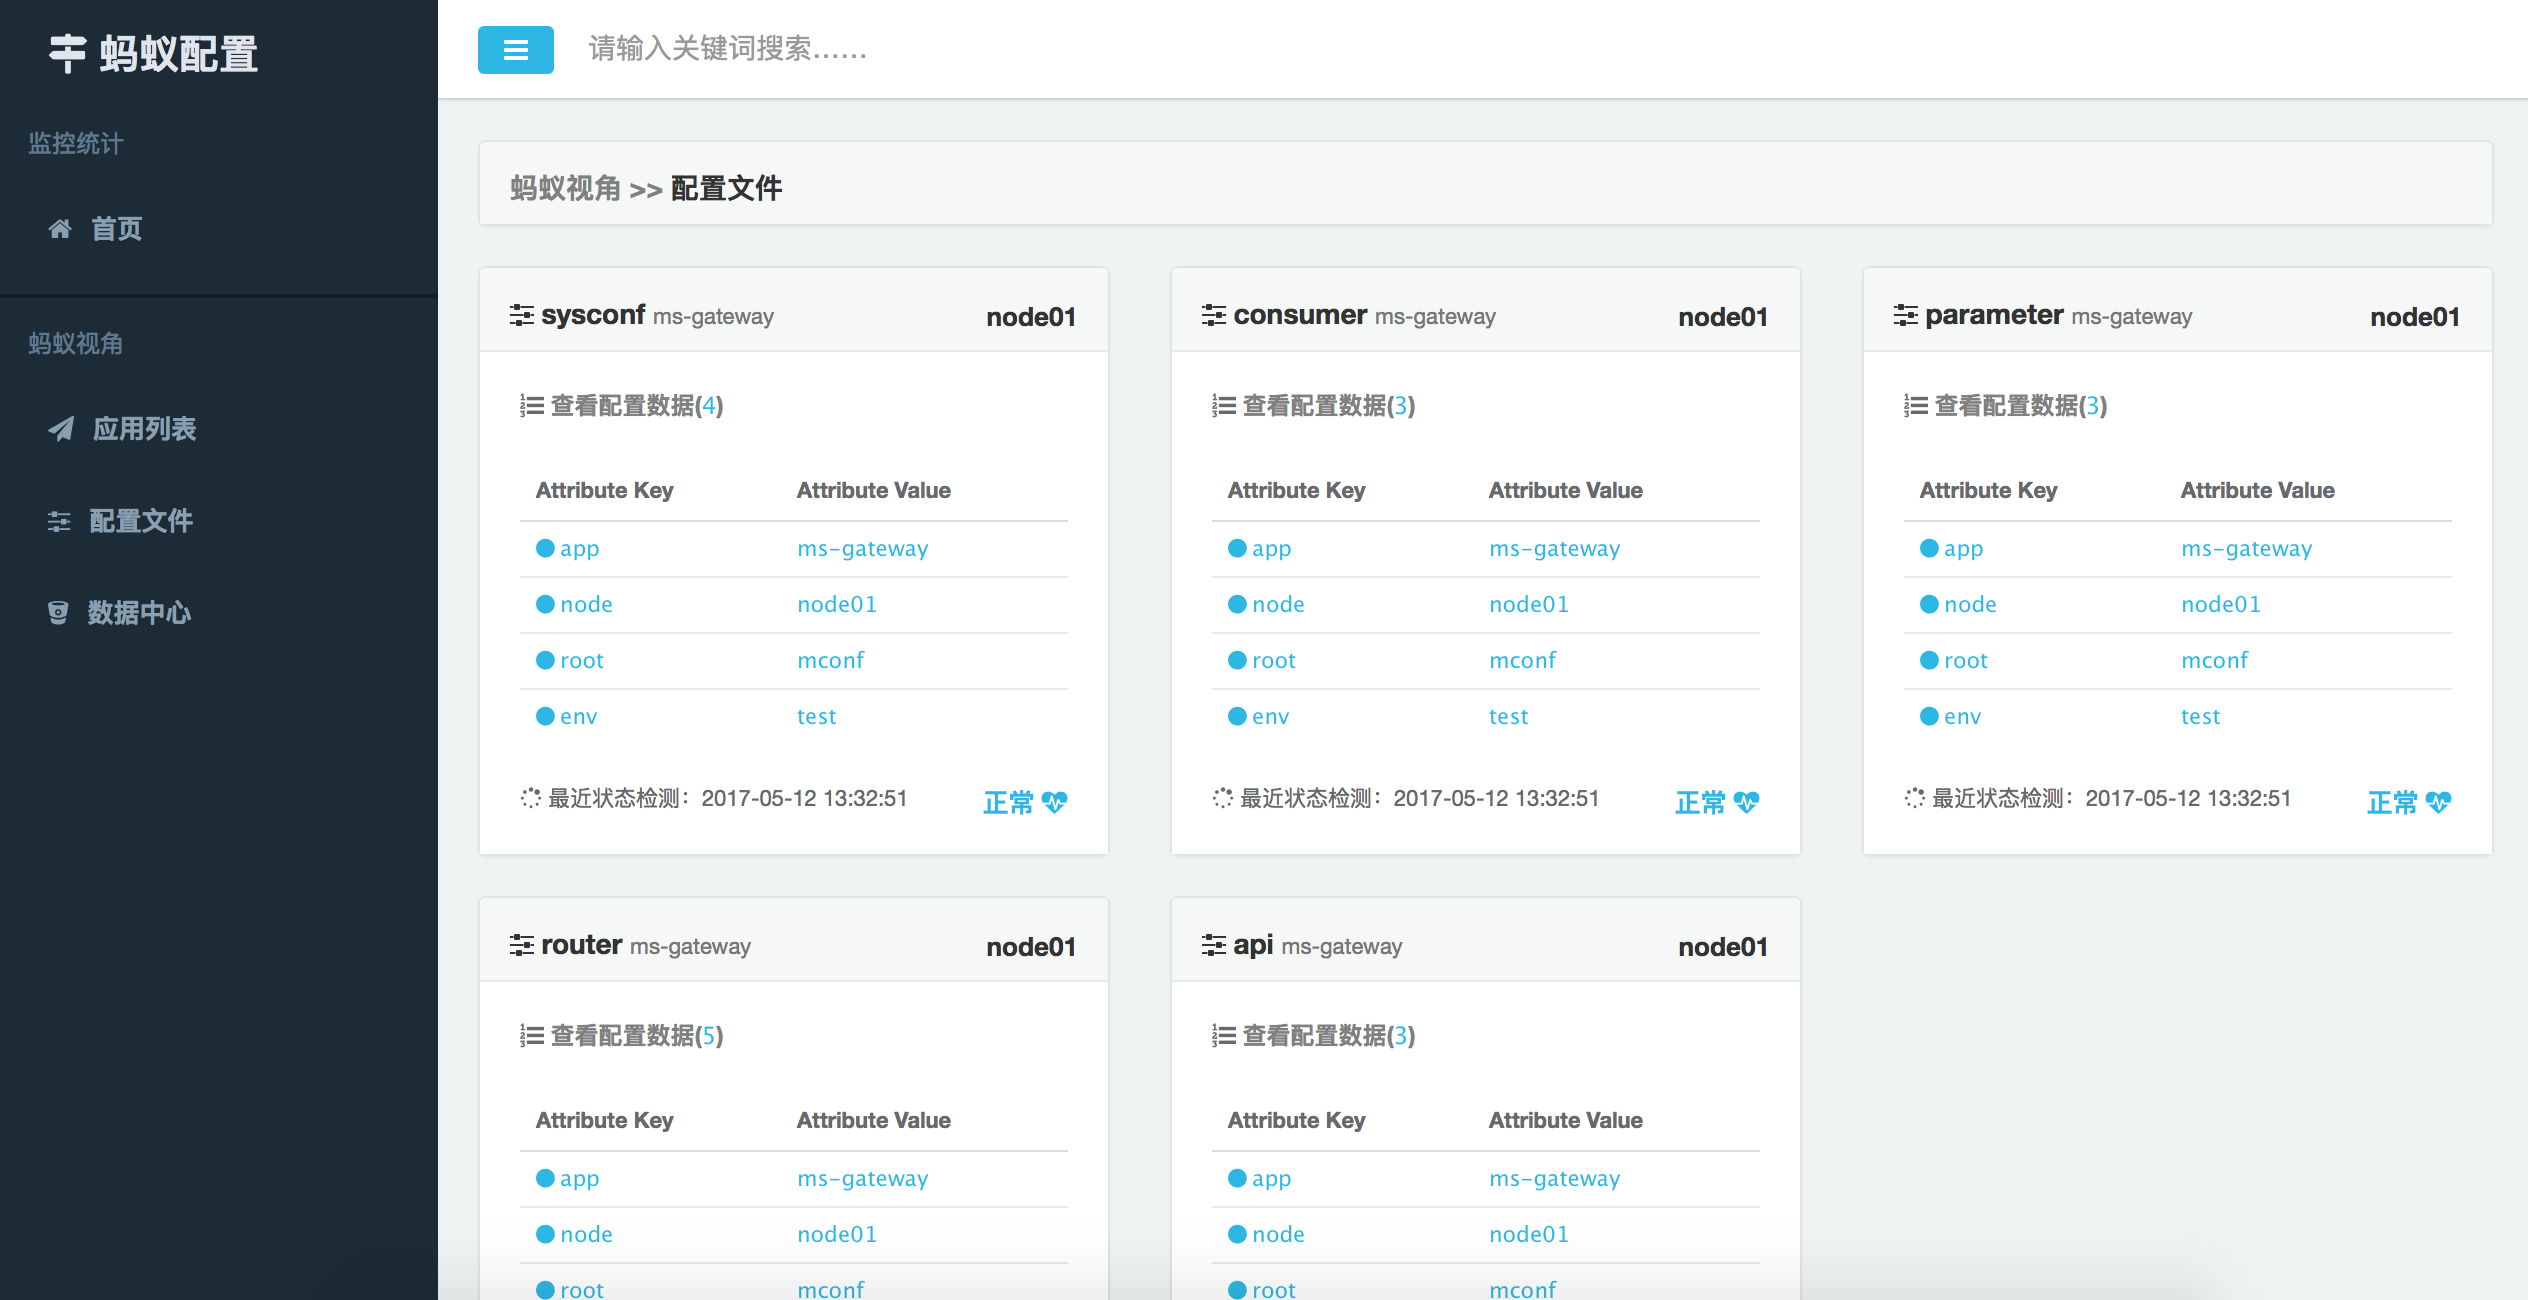 蚂蚁配置
监控统计
首页
蚂蚁视角
应用列表
配置文件
数据中心
请输入关键词搜索……
蚂蚁视角 >> 配置文件
sysconf ms-gateway node01
查看配置数据(4)
Attribute Key Attribute Value
app ms-gateway
node node01
root mconf
env test
最近状态检测：2017-05-12 13:32:51 正常
consumer ms-gateway node01
查看配置数据(3)
Attribute Key Attribute Value
app ms-gateway
node node01
root mconf
env test
最近状态检测：2017-05-12 13:32:51 正常
parameter ms-gateway node01
查看配置数据(3)
Attribute Key Attribute Value
app ms-gateway
node node01
root mconf
env test
最近状态检测：2017-05-12 13:32:51 正常
router ms-gateway node01
查看配置数据(5)
Attribute Key Attribute Value
app ms-gateway
node node01
root mconf
api ms-gateway node01
查看配置数据(3)
Attribute Key Attribute Value
app ms-gateway
node node01
root mconf